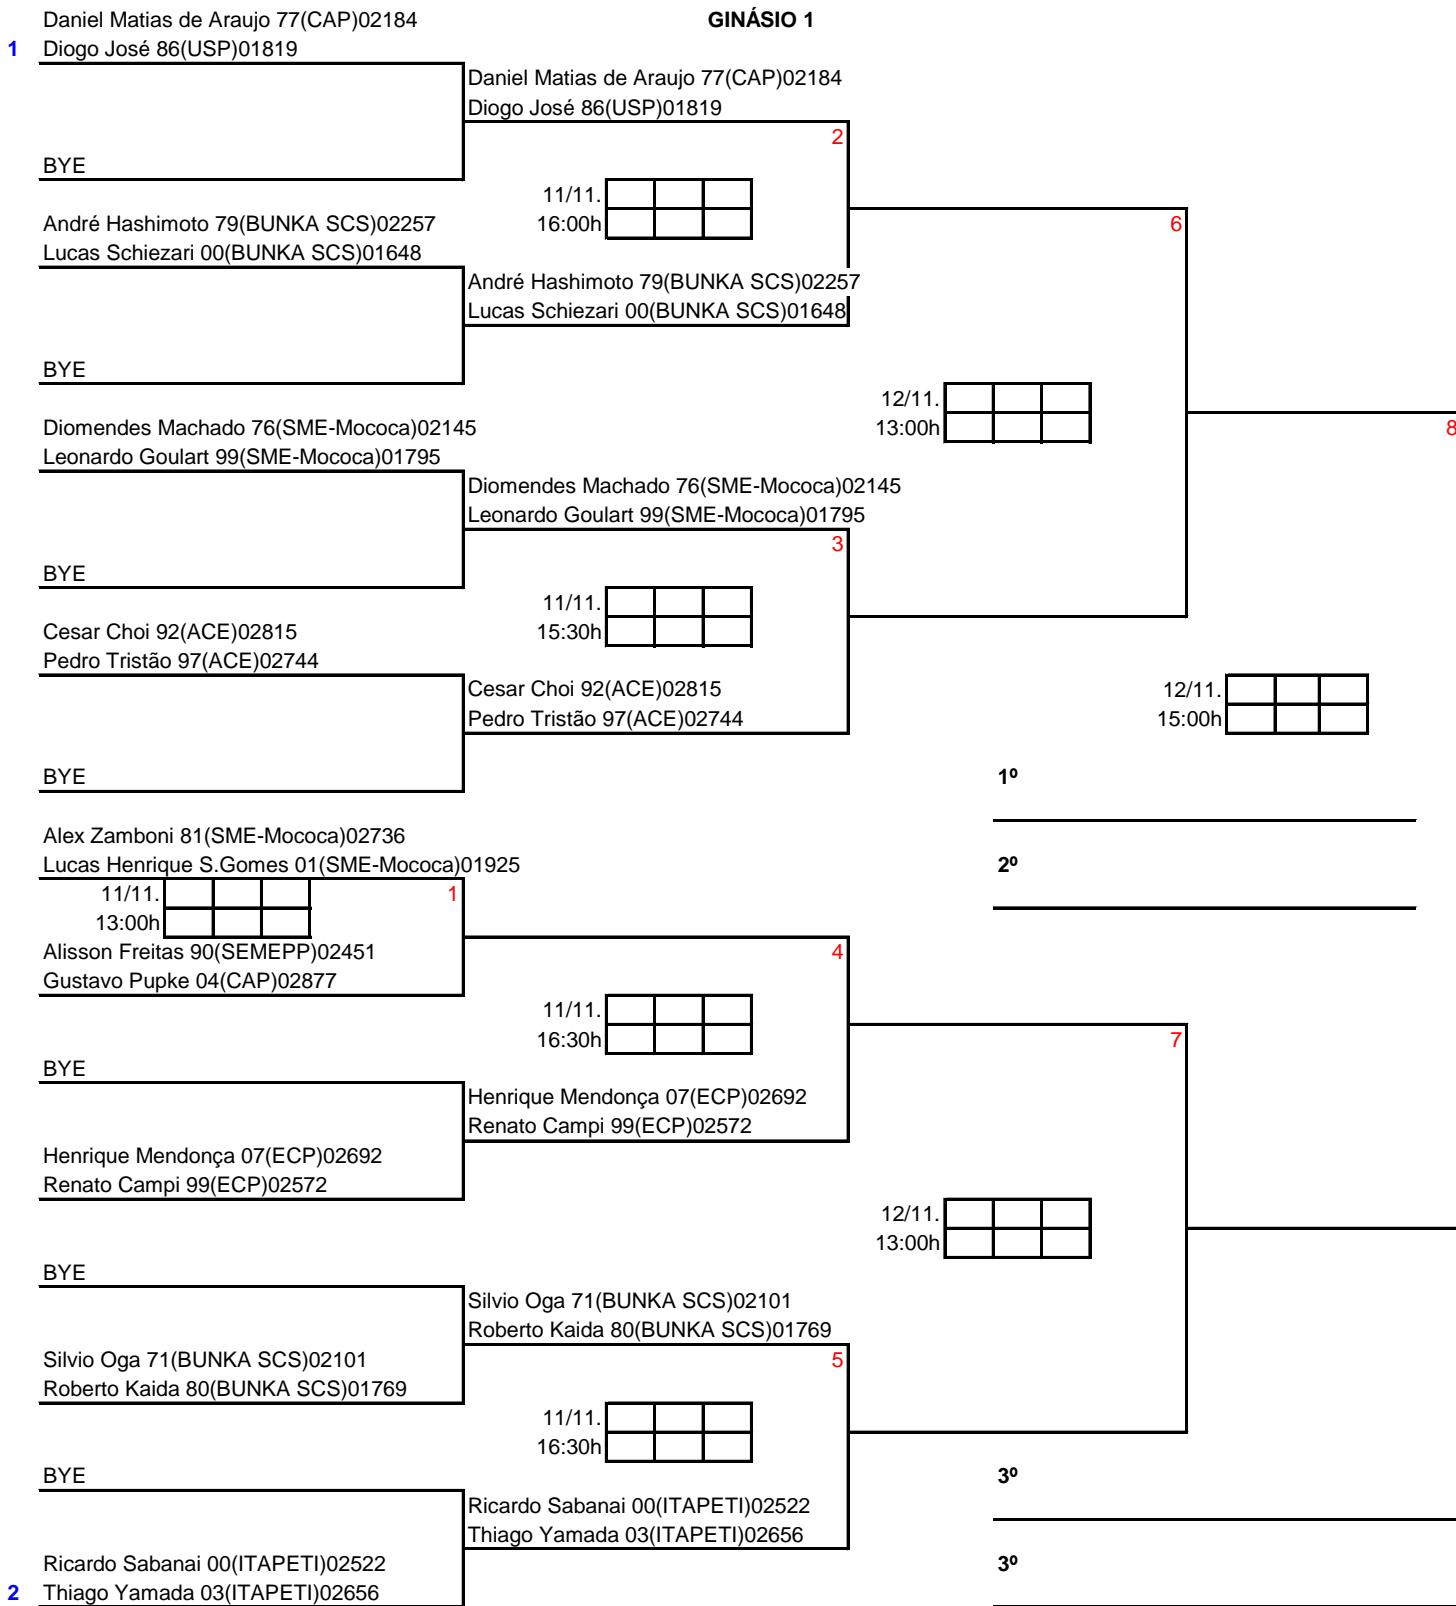 Daniel Matias de Araujo 77(CAP)02184
GINÁSIO 1
1 Diogo José 86(USP)01819
Daniel Matias de Araujo 77(CAP)02184
Diogo José 86(USP)01819
2
BYE
11/11.
16:00h
André Hashimoto 79(BUNKA SCS)02257
6
Lucas Schiezari 00(BUNKA SCS)01648
André Hashimoto 79(BUNKA SCS)02257
Lucas Schiezari 00(BUNKA SCS)01648
BYE
12/11.
13:00h
Diomendes Machado 76(SME-Mococa)02145
8
Leonardo Goulart 99(SME-Mococa)01795
Diomendes Machado 76(SME-Mococa)02145
Leonardo Goulart 99(SME-Mococa)01795
3
BYE
11/11.
15:30h
Cesar Choi 92(ACE)02815
Pedro Tristão 97(ACE)02744
Cesar Choi 92(ACE)02815
Pedro Tristão 97(ACE)02744
12/11.
15:00h
BYE
1º
Alex Zamboni 81(SME-Mococa)02736
Lucas Henrique S.Gomes 01(SME-Mococa)01925
2º
11/11.
1
13:00h
Alisson Freitas 90(SEMEPP)02451
4
Gustavo Pupke 04(CAP)02877
11/11.
16:30h
7
BYE
Henrique Mendonça 07(ECP)02692
Renato Campi 99(ECP)02572
Henrique Mendonça 07(ECP)02692
Renato Campi 99(ECP)02572
12/11.
13:00h
BYE
Silvio Oga 71(BUNKA SCS)02101
Roberto Kaida 80(BUNKA SCS)01769
Silvio Oga 71(BUNKA SCS)02101
5
Roberto Kaida 80(BUNKA SCS)01769
11/11.
16:30h
BYE
3º
Ricardo Sabanai 00(ITAPETI)02522
Thiago Yamada 03(ITAPETI)02656
Ricardo Sabanai 00(ITAPETI)02522
3º
2 Thiago Yamada 03(ITAPETI)02656